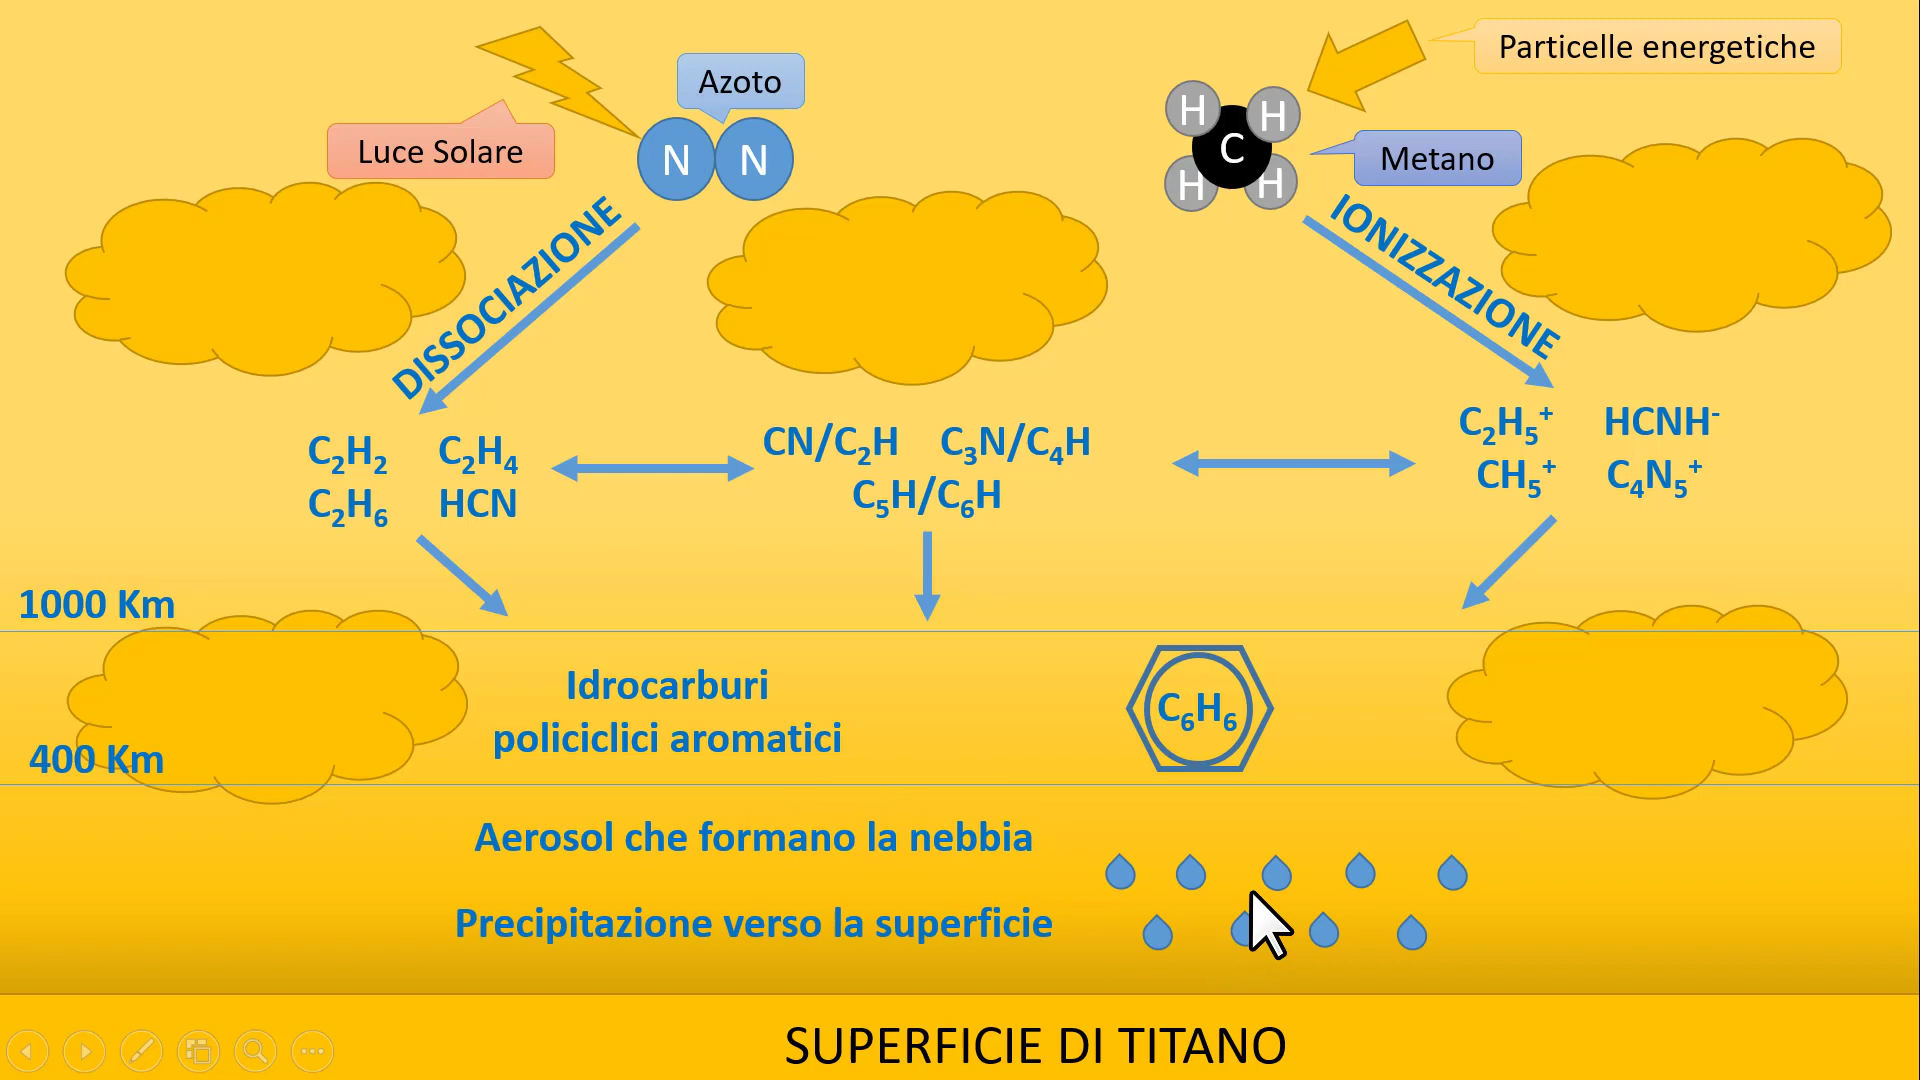 Particelle energetiche
Azoto
Luce Solare
N N
H H
C
H H
Metano
DISSOCIAZIONE
IONIZZAZIONE
C₂H₂ C₂H₄
C₂H₆ HCN
CN/C₂H C₃N/C₄H
C₅H/C₆H
C₂H₅⁺ HCNH⁻
CH₅⁺ C₄N₅⁺
1000 Km
Idrocarburi
policiclici aromatici
C₆H₆
400 Km
Aerosol che formano la nebbia
Precipitazione verso la superficie
SUPERFICIE DI TITANO